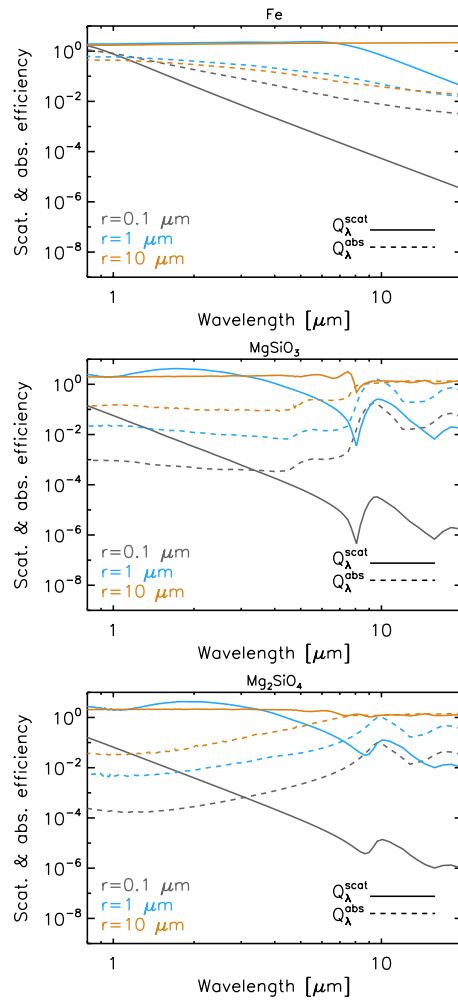 Fe
Scat. & abs. efficiency
10^0
10^-2
10^-4
10^-6
10^-8
r=0.1 μm
r=1 μm
r=10 μm
Q_λ^scat
Q_λ^abs
1
10
Wavelength [μm]
MgSiO_3
Scat. & abs. efficiency
10^0
10^-2
10^-4
10^-6
10^-8
r=0.1 μm
r=1 μm
r=10 μm
Q_λ^scat
Q_λ^abs
1
10
Wavelength [μm]
Mg_2SiO_4
Scat. & abs. efficiency
10^0
10^-2
10^-4
10^-6
10^-8
r=0.1 μm
r=1 μm
r=10 μm
Q_λ^scat
Q_λ^abs
1
10
Wavelength [μm]